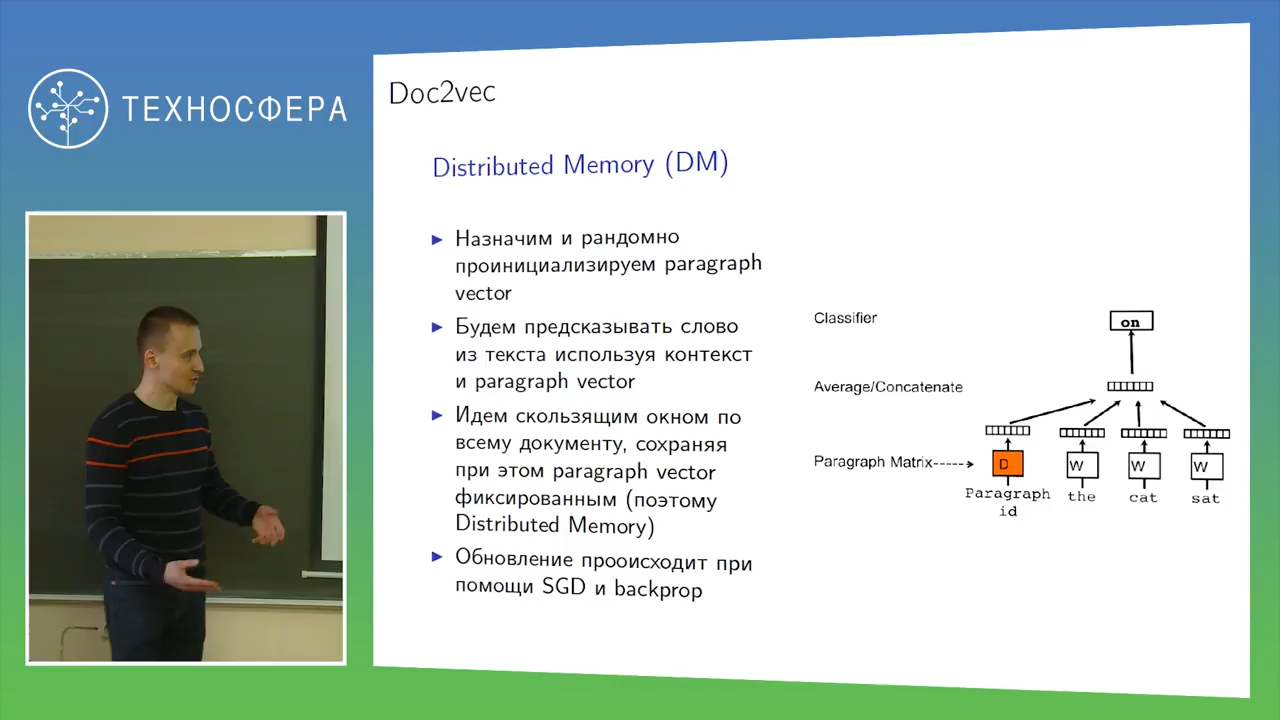 ТЕХНОСФЕРА
Doc2vec
Distributed Memory (DM)
Назначим и рандомно
проинициализируем paragraph
vector
Будем предсказывать слово
из текста используя контекст
и paragraph vector
Идем скользящим окном по
всему документу, сохраняя
при этом paragraph vector
фиксированным (поэтому
Distributed Memory)
Обновление прооисходит при
помощи SGD и backprop
Classifier
on
Average/Concatenate
Paragraph Matrix
D
W
W
W
Paragraph
id
the
cat
sat